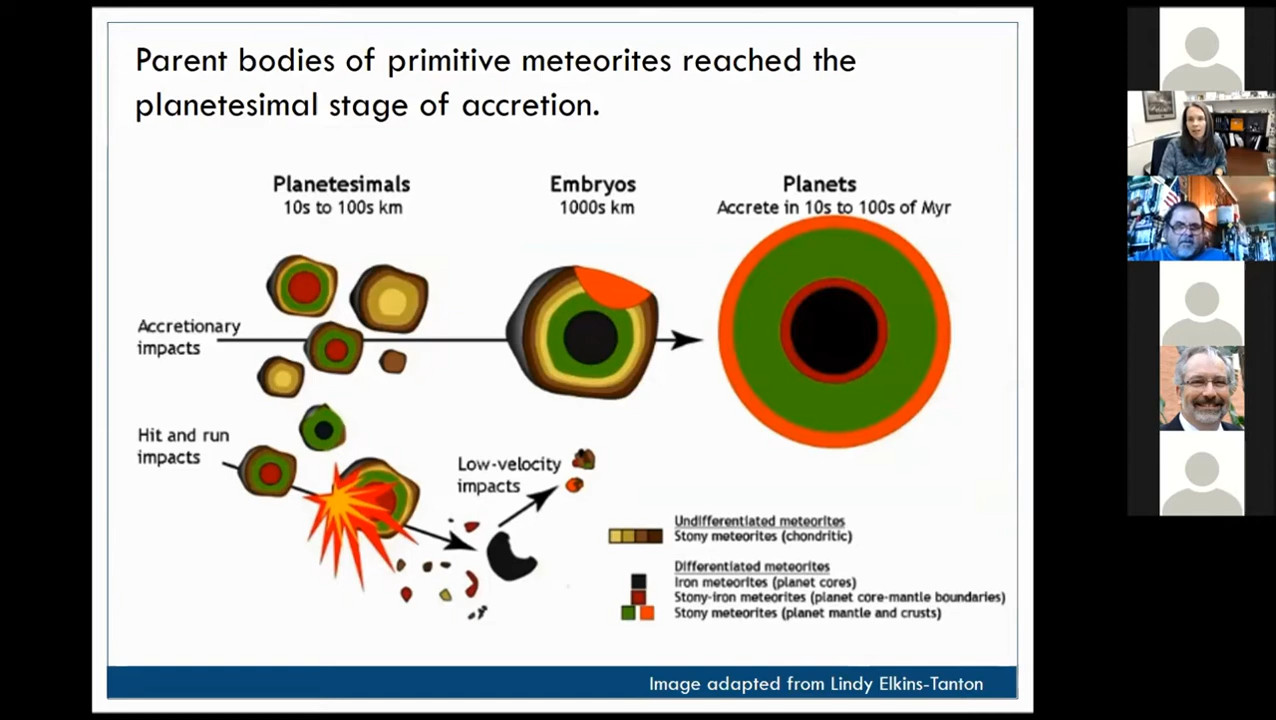 Parent bodies of primitive meteorites reached the
planetesimal stage of accretion.
Planetesimals
10s to 100s km
Embryos
1000s km
Planets
Accrete in 10s to 100s of Myr
Accretionary
impacts
Hit and run
impacts
Low-velocity
impacts
Undifferentiated meteorites
Stony meteorites (chondritic)
Differentiated meteorites
Iron meteorites (planet cores)
Stony-iron meteorites (planet core-mantle boundaries)
Stony meteorites (planet mantle and crusts)
Image adapted from Lindy Elkins-Tanton